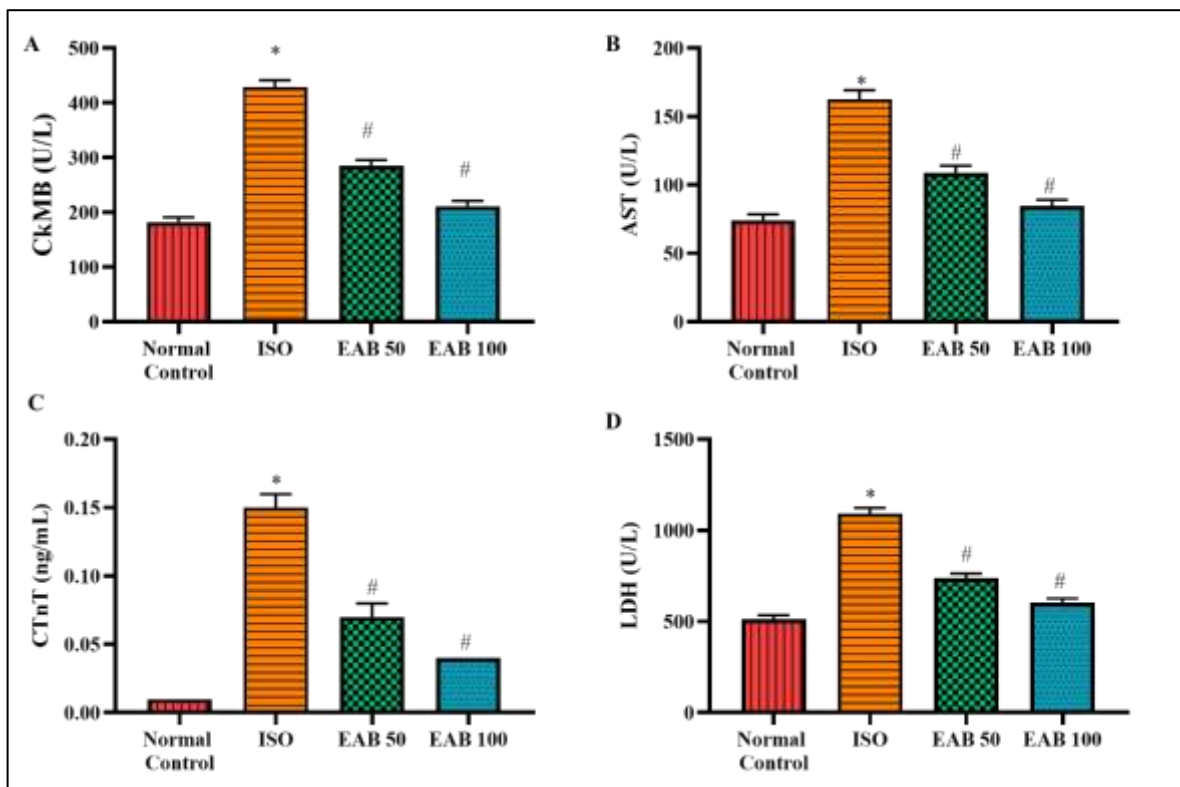 A
CkMB (U/L)
500
400
300
200
100
0
*
#
#
Normal Control
ISO
EAB 50
EAB 100
B
AST (U/L)
200
150
100
50
0
*
#
#
Normal Control
ISO
EAB 50
EAB 100
C
CTnT (ng/mL)
0.20
0.15
0.10
0.05
0.00
*
#
#
Normal Control
ISO
EAB 50
EAB 100
D
LDH (U/L)
1500
1000
500
0
*
#
#
Normal Control
ISO
EAB 50
EAB 100